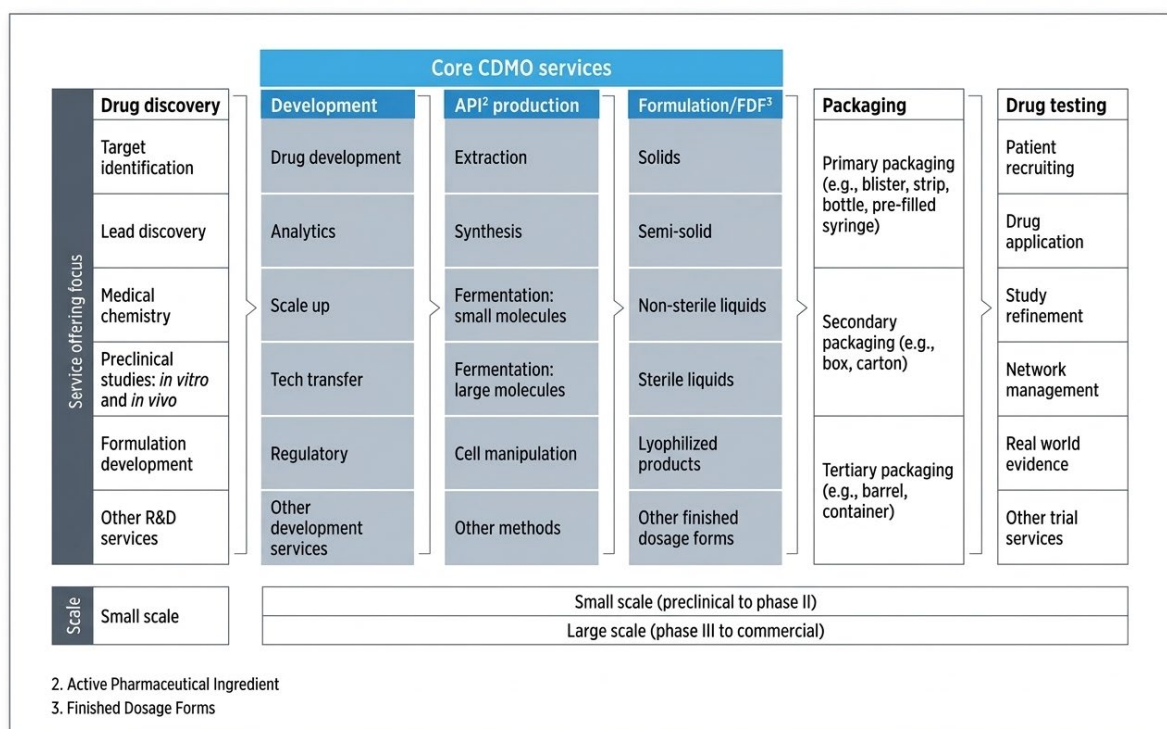 Core CDMO services
Service offering focus
Drug discovery
Target
identification
Lead discovery
Medical
chemistry
Preclinical
studies: in vitro
and in vivo
Formulation
development
Other R&D
services
Development
Drug development
Analytics
Scale up
Tech transfer
Regulatory
Other
development
services
API² production
Extraction
Synthesis
Fermentation:
small molecules
Fermentation:
large molecules
Cell manipulation
Other methods
Formulation/FDF³
Solids
Semi-solid
Non-sterile liquids
Sterile liquids
Lyophilized
products
Other finished
dosage forms
Packaging
Primary packaging
(e.g., blister, strip,
bottle, pre-filled
syringe)
Secondary
packaging (e.g.,
box, carton)
Tertiary packaging
(e.g., barrel,
container)
Drug testing
Patient
recruiting
Drug
application
Study
refinement
Network
management
Real world
evidence
Other trial
services
Scale
Small scale
Small scale (preclinical to phase II)
Large scale (phase III to commercial)
2. Active Pharmaceutical Ingredient
3. Finished Dosage Forms